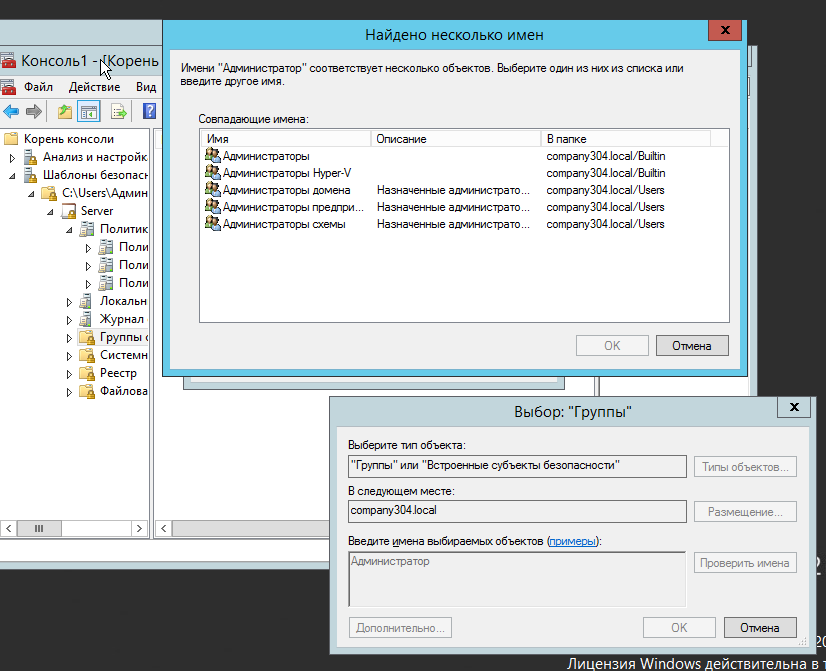 Найдено несколько имен
Имени "Администратор" соответствует несколько объектов. Выберите один из них из списка или
введите другое имя.
Совпадающие имена:
Имя Описание В папке
Администраторы company304.local/Builtin
Администраторы Hyper-V company304.local/Builtin
Администраторы домена Назначенные администрато... company304.local/Users
Администраторы предпри... Назначенные администрато... company304.local/Users
Администраторы схемы Назначенные администрато... company304.local/Users
OK Отмена
Консоль1 - [Корень
Файл Действие Вид
Корень консоли
Анализ и настройк
Шаблоны безопасн
C:\Users\Админ
Server
Политик
Поли
Поли
Поли
Локальн
Журнал
Группы с
Системн
Реестр
Файлова
Выбор: "Группы"
Выберите тип объекта:
"Группы" или "Встроенные субъекты безопасности" Типы объектов...
В следующем месте:
company304.local Размещение...
Введите имена выбираемых объектов (примеры):
Администратор Проверить имена
Дополнительно... OK Отмена
Лицензия Windows действительна в